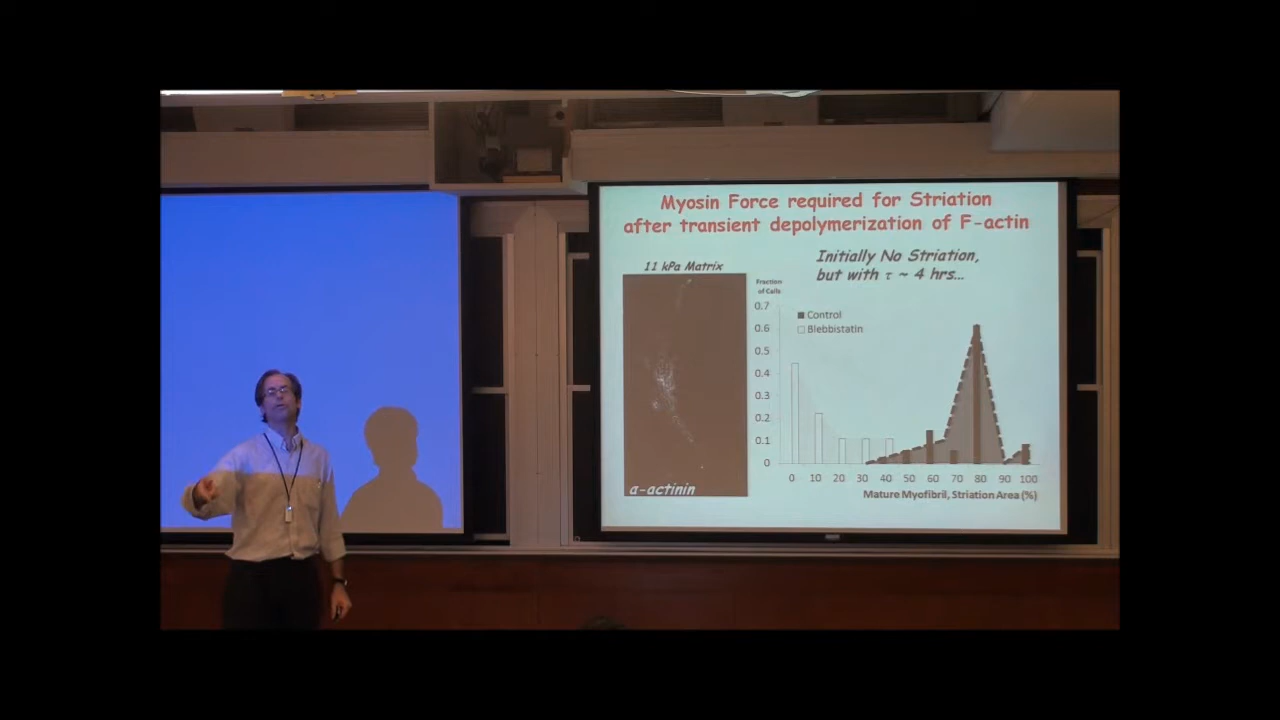 Myosin Force required for Striation
after transient depolymerization of F-actin
Initially No Striation,
but with τ ~ 4 hrs...
11 kPa Matrix
α-actinin
Fraction
of Cells
0.7
0.6
0.5
0.4
0.3
0.2
0.1
0
Control
Blebbistatin
0 10 20 30 40 50 60 70 80 90 100
Mature Myofibril, Striation Area (%)